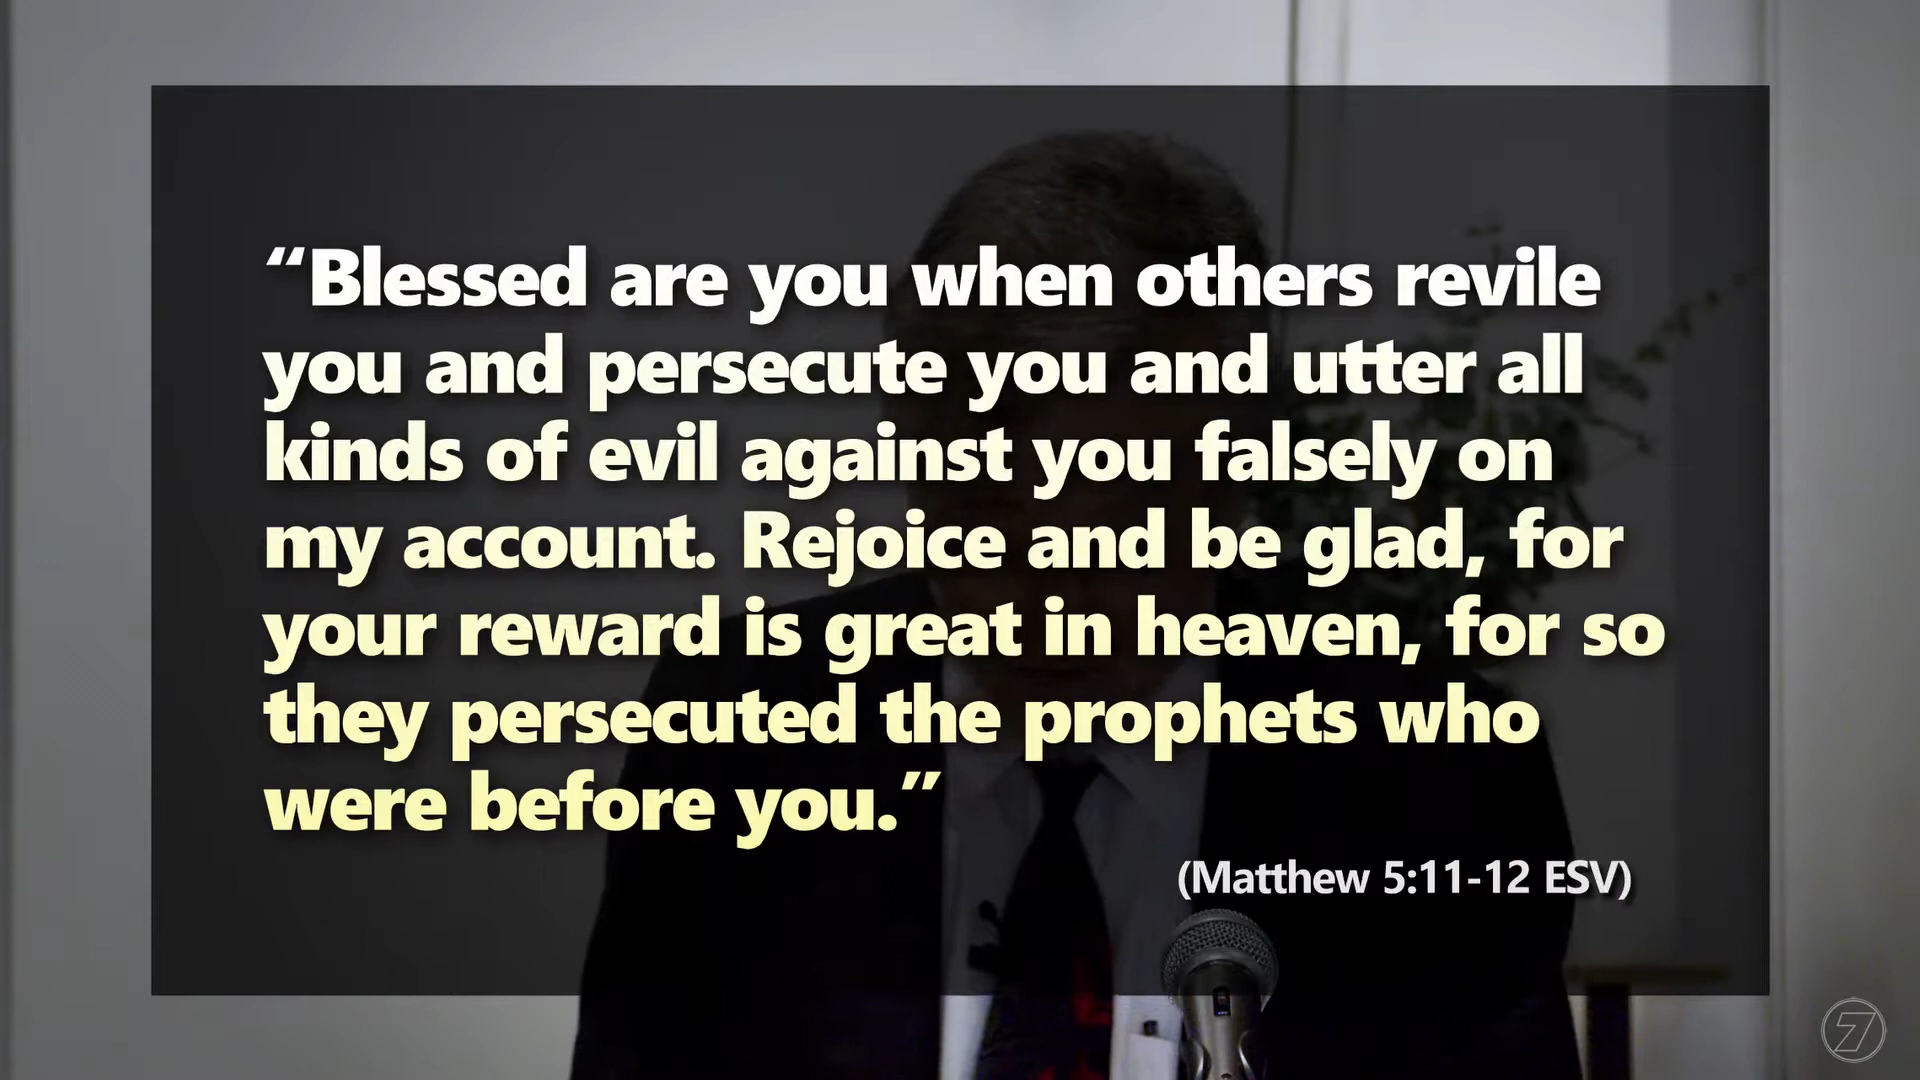 “Blessed are you when others revile
you and persecute you and utter all
kinds of evil against you falsely on
my account. Rejoice and be glad, for
your reward is great in heaven, for so
they persecuted the prophets who
were before you.”
(Matthew 5:11-12 ESV)